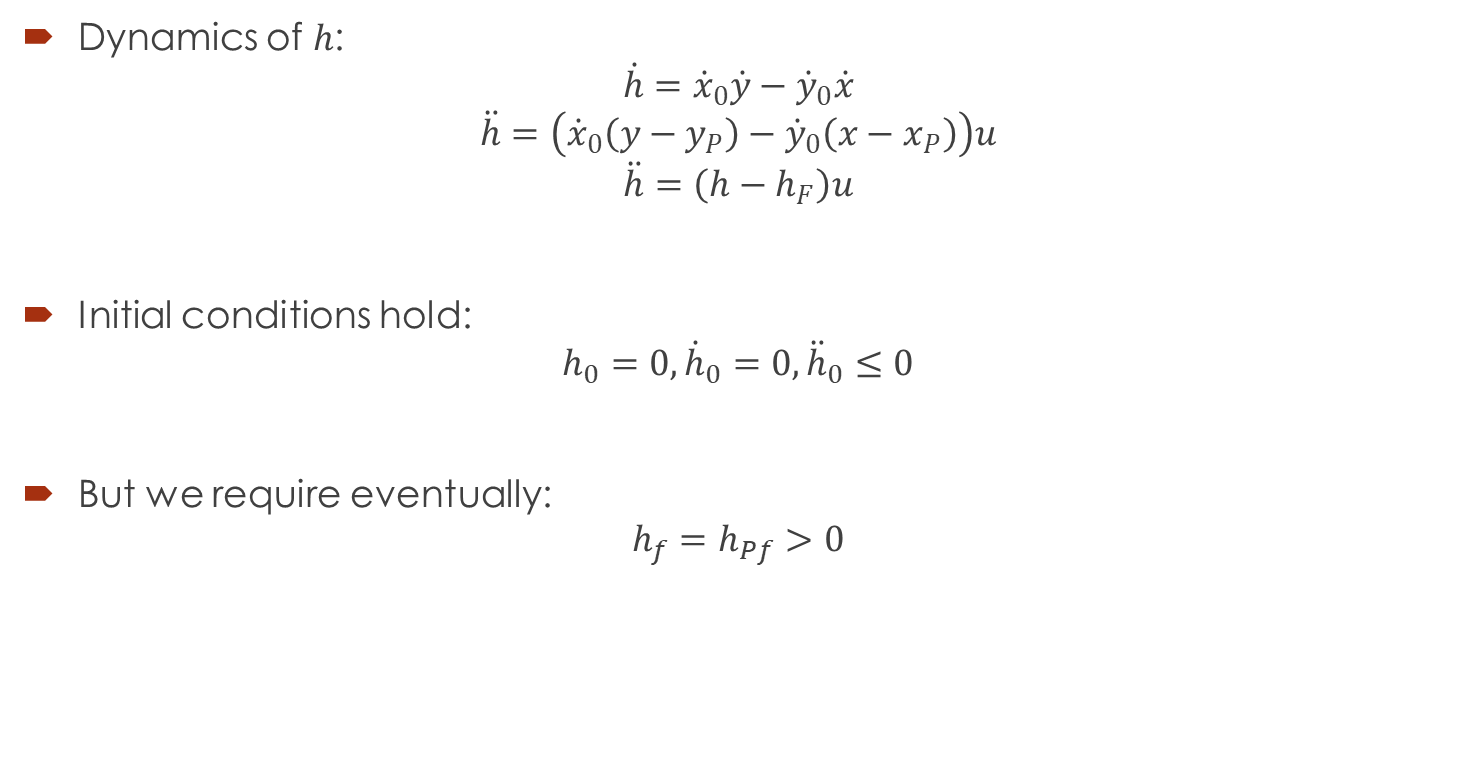 Dynamics of h:
ḣ = ẋ₀ẏ − ẏ₀ẋ
ḧ = (ẋ₀(y − y_P) − ẏ₀(x − x_P))u
ḧ = (h − h_F)u
Initial conditions hold:
h₀ = 0, ḣ₀ = 0, ḧ₀ ≤ 0
But we require eventually:
h_f = h_{Pf} > 0